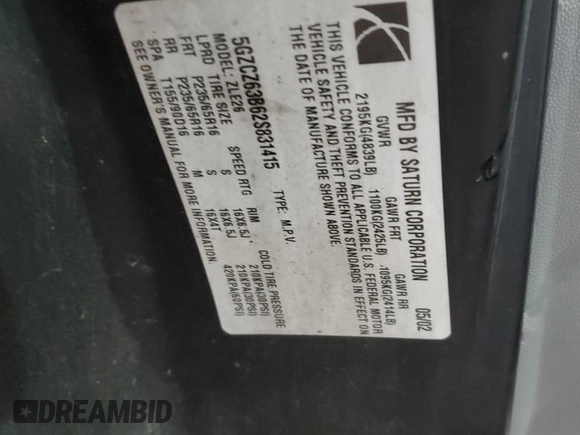 MFD BY SATURN CORPORATION 05/02
GVWR GAWR FRT GAWR RR
2195KG(4839LB) 1100KG(2425LB) 1095KG(2414LB)
THIS VEHICLE CONFORMS TO ALL APPLICABLE U.S. FEDERAL MOTOR
VEHICLE SAFETY AND THEFT PREVENTION STANDARDS IN EFFECT ON
THE DATE OF MANUFACTURE SHOWN ABOVE.
5GZCZ63B62S831415 TYPE: M.P.V.
MODEL: ZLE26
LPRD TIRE SIZE SPEED RTG RIM COLD TIRE PRESSURE
FRT P235/65R16 S 16X6.5J 210KPA(30PSI)
RR P235/65R16 S 16X6.5J 210KPA(30PSI)
SPA T155/90D16 M 16X4T 420KPA(60PSI)
SEE OWNER'S MANUAL FOR ADDITIONAL INFORMATION
DREAMBID